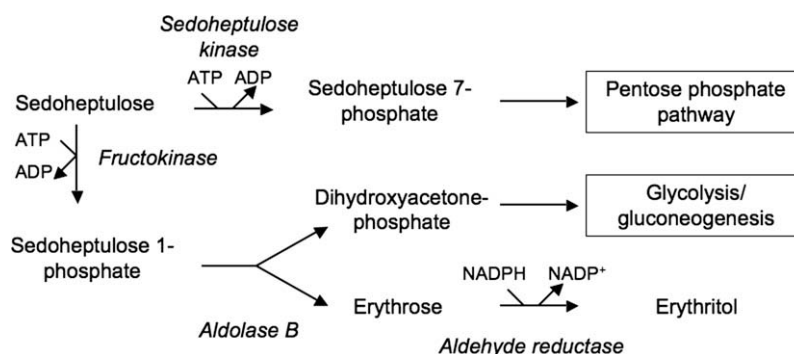 Sedoheptulose
kinase
ATP ADP
Sedoheptulose
Sedoheptulose 7-
phosphate
Pentose phosphate
pathway
ATP
ADP
Fructokinase
Dihydroxyacetone-
phosphate
Glycolysis/
gluconeogenesis
Sedoheptulose 1-
phosphate
NADPH NADP⁺
Erythrose
Erythritol
Aldolase B
Aldehyde reductase